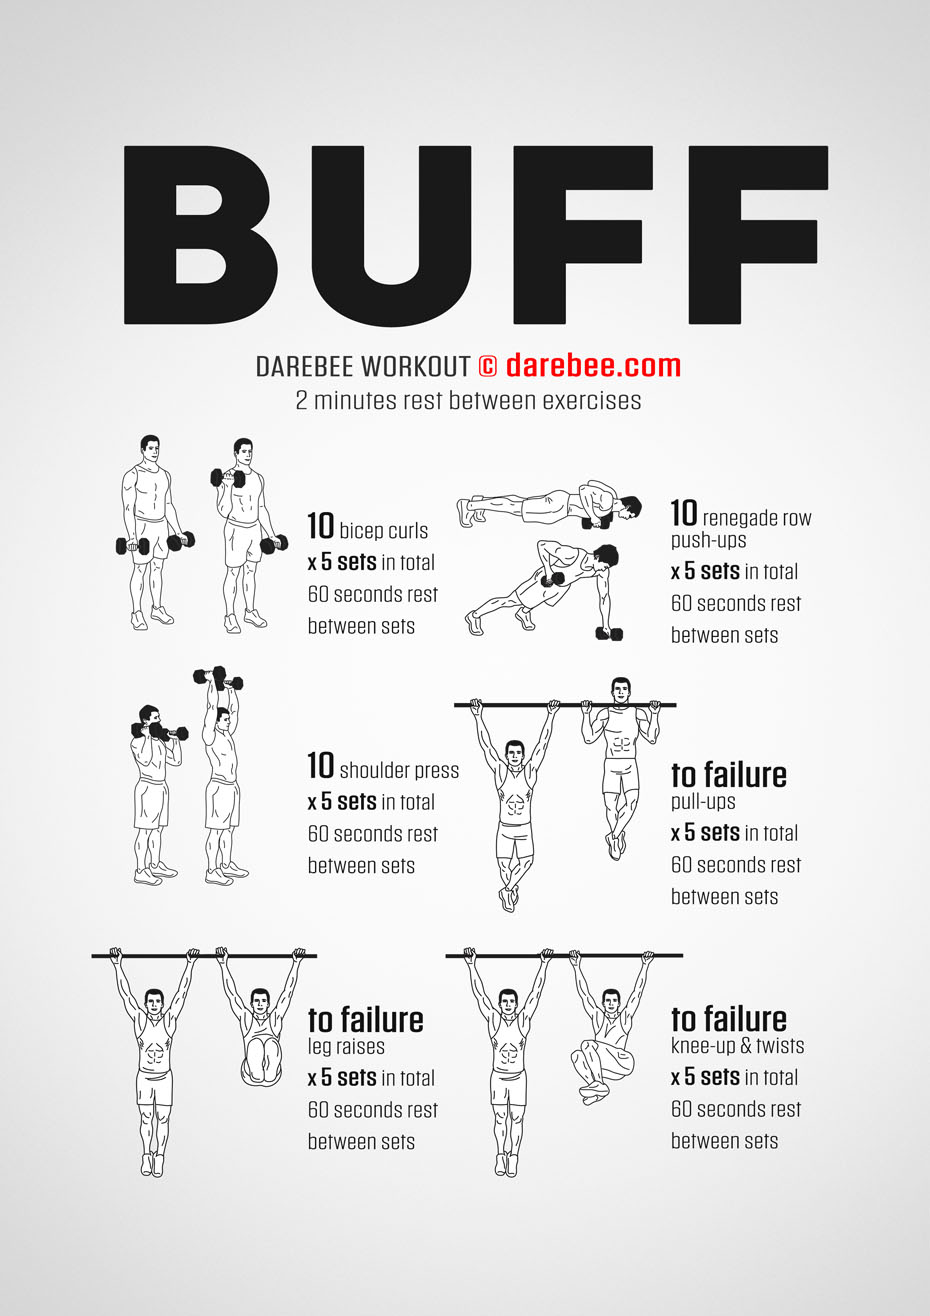 BUFF
DAREBEE WORKOUT © darebee.com
2 minutes rest between exercises
10 bicep curls
x 5 sets in total
60 seconds rest
between sets
10 renegade row
push-ups
x 5 sets in total
60 seconds rest
between sets
10 shoulder press
x 5 sets in total
60 seconds rest
between sets
to failure
pull-ups
x 5 sets in total
60 seconds rest
between sets
to failure
leg raises
x 5 sets in total
60 seconds rest
between sets
to failure
knee-up & twists
x 5 sets in total
60 seconds rest
between sets